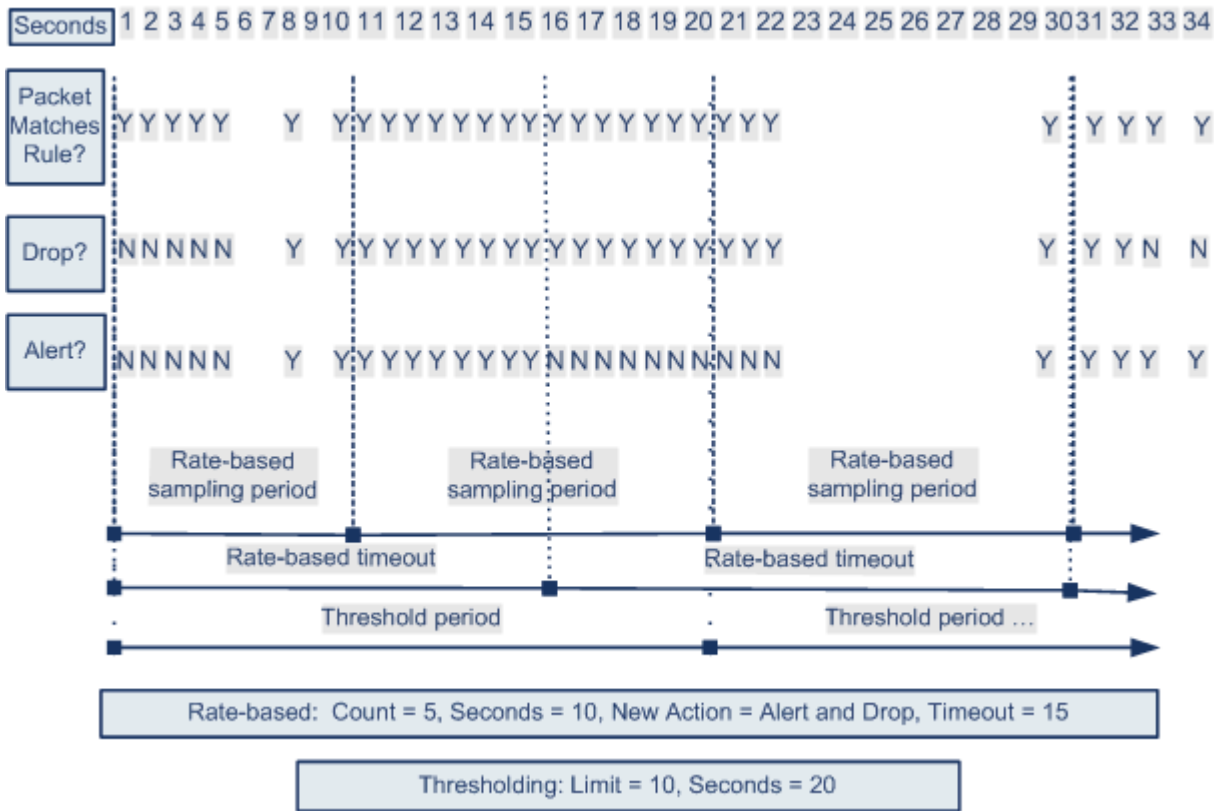 Seconds 1 2 3 4 5 6 7 8 10 11 12 13 14 15 16 17 18 19 20 21 22 23 24 25 26 27 28 29 30 31 32 33 34
Packet
Matches
Rule?
Y Y Y Y Y Y Y Y Y Y Y Y Y Y Y Y Y Y Y Y Y Y Y Y Y Y Y Y Y Y
Drop?
N N N N N Y Y Y Y Y Y Y Y Y Y Y Y Y Y Y Y Y Y Y Y Y Y Y N N
Alert?
N N N N N Y Y Y Y Y Y Y Y Y Y N N N N N N N N N N Y Y Y Y Y
Rate-based
sampling period
Rate-based
sampling period
Rate-based
sampling period
Rate-based timeout
Rate-based timeout
Threshold period
Threshold period ...
Rate-based: Count = 5, Seconds = 10, New Action = Alert and Drop, Timeout = 15
Thresholding: Limit = 10, Seconds = 20